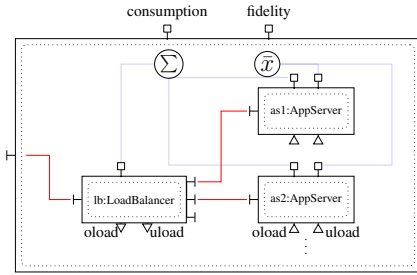 consumption fidelity
∑ x̄
as1:AppServer
lb:LoadBalancer as2:AppServer
oload uload oload uload
⋮